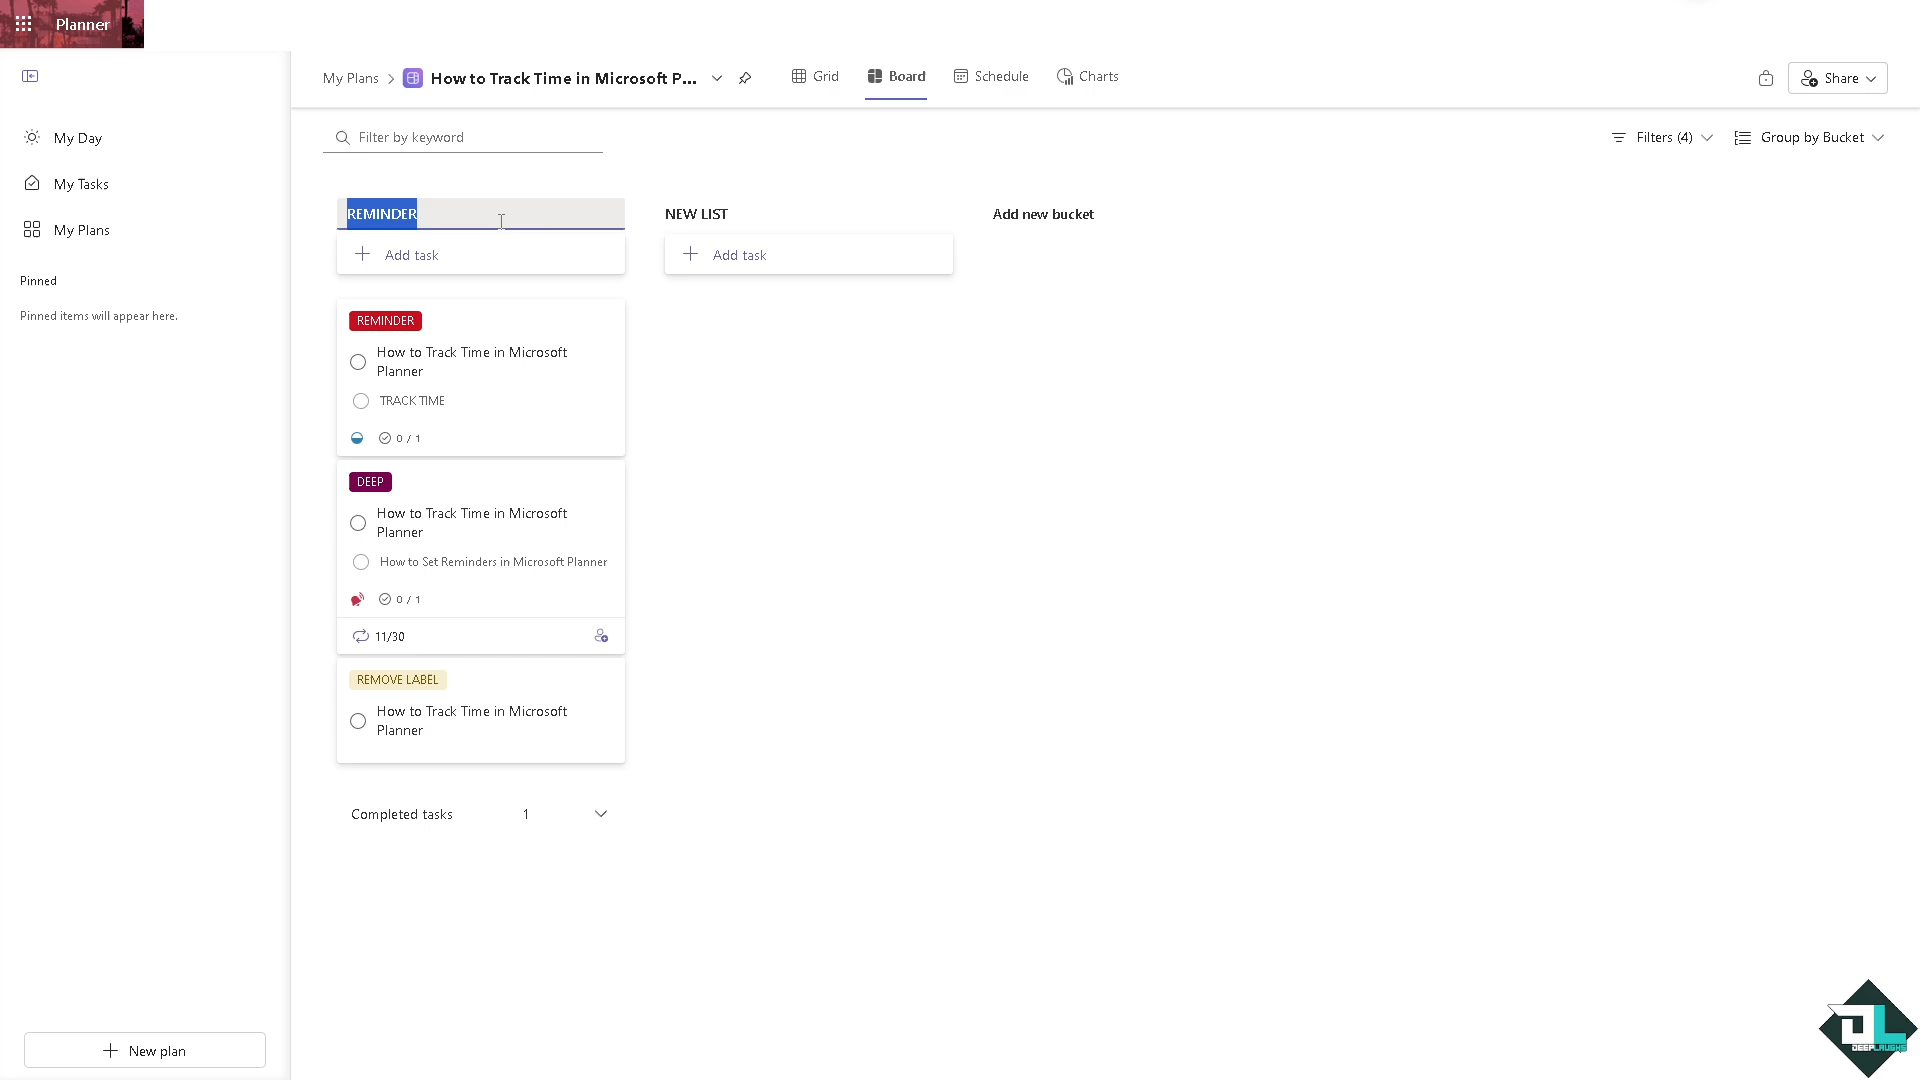 Planner
My Plans
How to Track Time in Microsoft P...
Grid
Board
Schedule
Charts
Share
My Day
My Tasks
My Plans
Pinned
Pinned items will appear here.
New plan
Filter by keyword
Filters (4)
Group by Bucket
REMINDER
Add task
REMINDER
How to Track Time in Microsoft
Planner
TRACK TIME
0 / 1
DEEP
How to Track Time in Microsoft
Planner
How to Set Reminders in Microsoft Planner
0 / 1
11/30
REMOVE LABEL
How to Track Time in Microsoft
Planner
Completed tasks 1
NEW LIST
Add task
Add new bucket
DL
DEEPLAUGHS